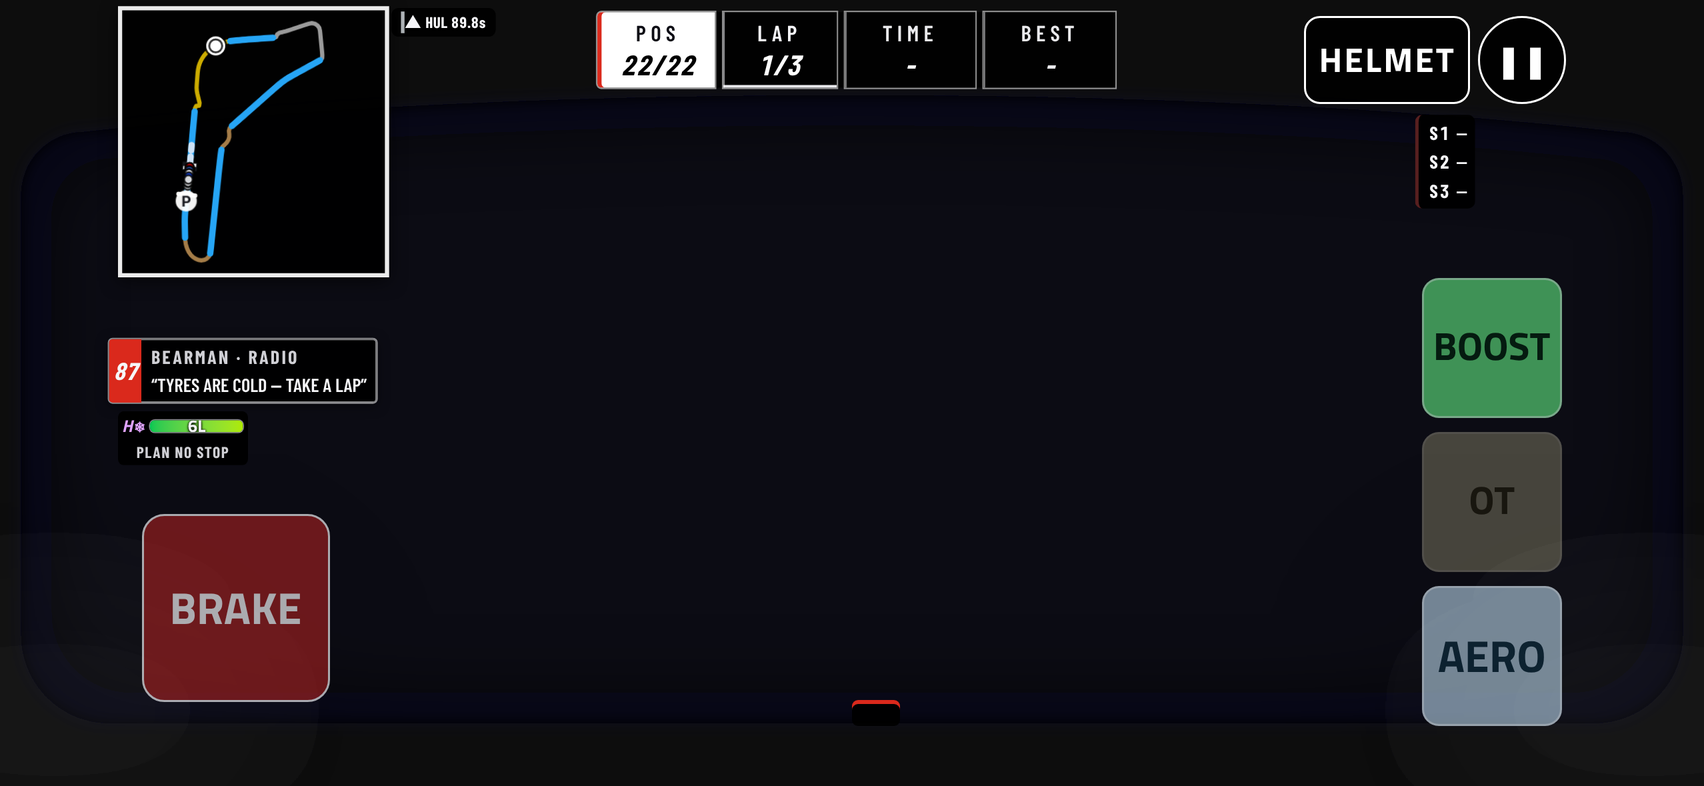 HUL 89.8s
POS
22/22
LAP
1/3
TIME
-
BEST
-
HELMET
S1 –
S2 –
S3 –
P
87
BEARMAN · RADIO
“TYRES ARE COLD – TAKE A LAP”
H❄ 6L
PLAN NO STOP
BOOST
OT
AERO
BRAKE